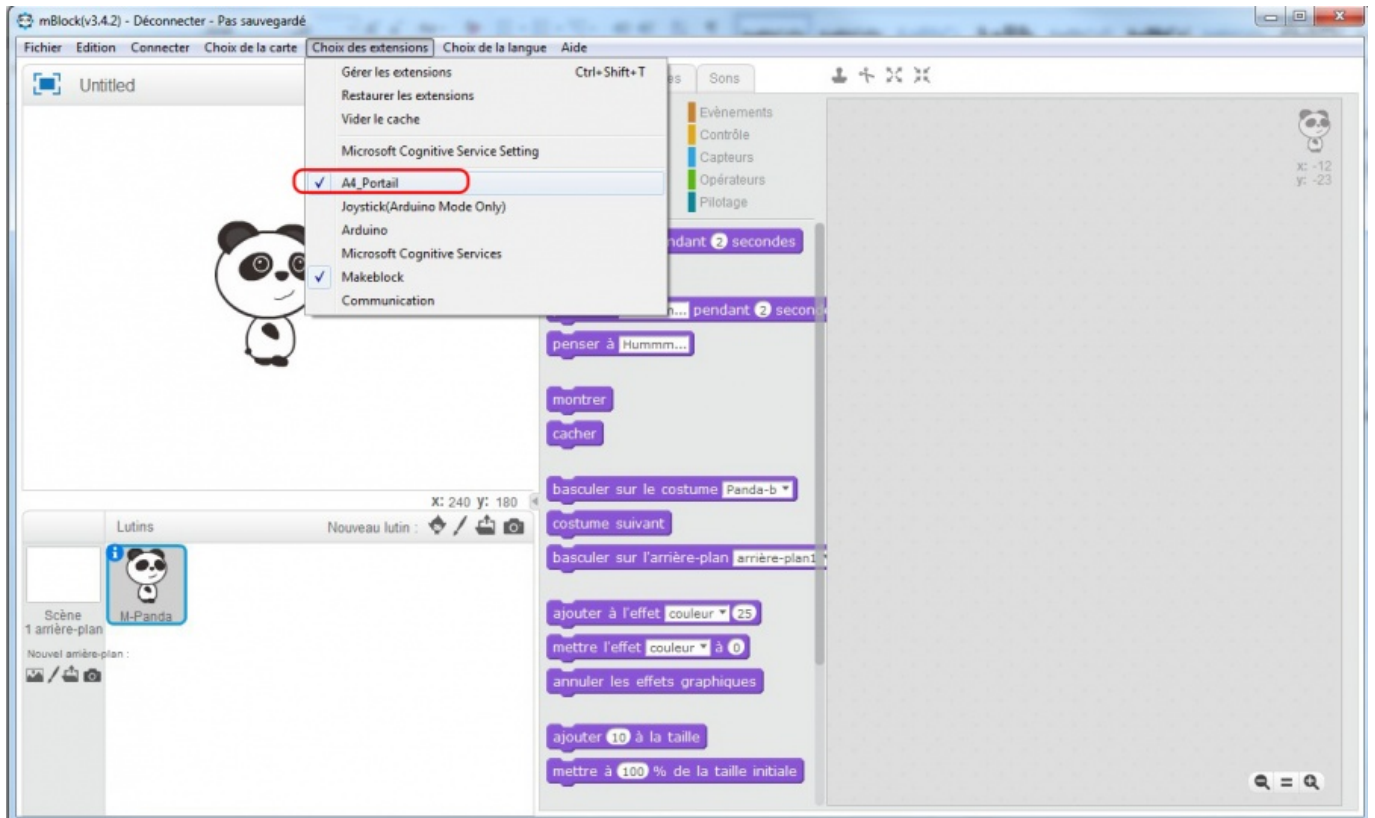 mBlock(v3.4.2) - Déconnecter - Pas sauvegardé
Fichier Edition Connecter Choix de la carte Choix des extensions Choix de la langue Aide
Untitled
Gérer les extensions Ctrl+Shift+T
Restaurer les extensions
Vider le cache
Microsoft Cognitive Service Setting
A4_Portail
Joystick(Arduino Mode Only)
Arduino
Microsoft Cognitive Services
Makeblock
Communication
Sons
Evènements
Contrôle
Capteurs
Opérateurs
Pilotage
2 secondes
pendant 2
penser à Hummm...
montrer
cacher
basculer sur le costume Panda-b
costume suivant
basculer sur l'arrière-plan arrière-plan1
ajouter à l'effet couleur 25
mettre l'effet couleur à 0
annuler les effets graphiques
ajouter 10 à la taille
mettre à 100 % de la taille initiale
x: -12
y: -23
X: 240 y: 180
Lutins Nouveau lutin :
Scène
1 arrière-plan
M-Panda
Nouvel arrière-plan :